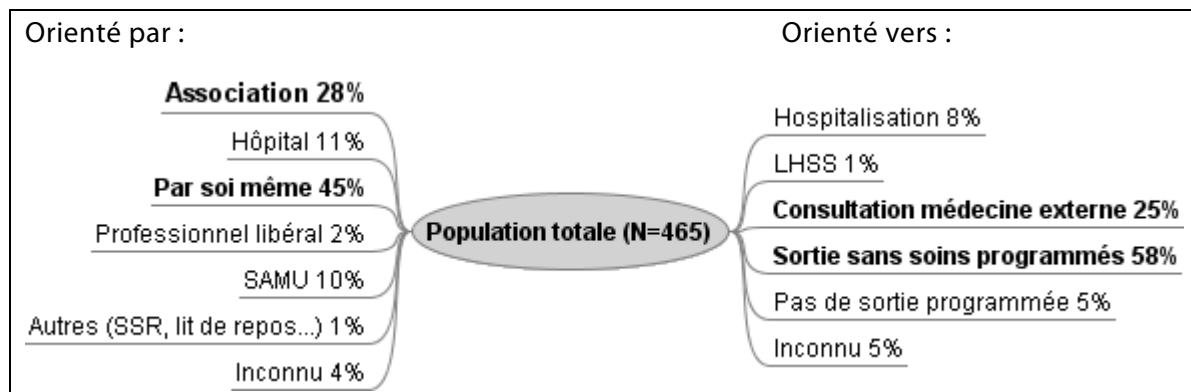 Orienté par :
Association 28%
Hôpital 11%
Par soi même 45%
Professionnel libéral 2%
SAMU 10%
Autres (SSR, lit de repos...) 1%
Inconnu 4%
Population totale (N=465)
Orienté vers :
Hospitalisation 8%
LHSS 1%
Consultation médecine externe 25%
Sortie sans soins programmés 58%
Pas de sortie programmée 5%
Inconnu 5%